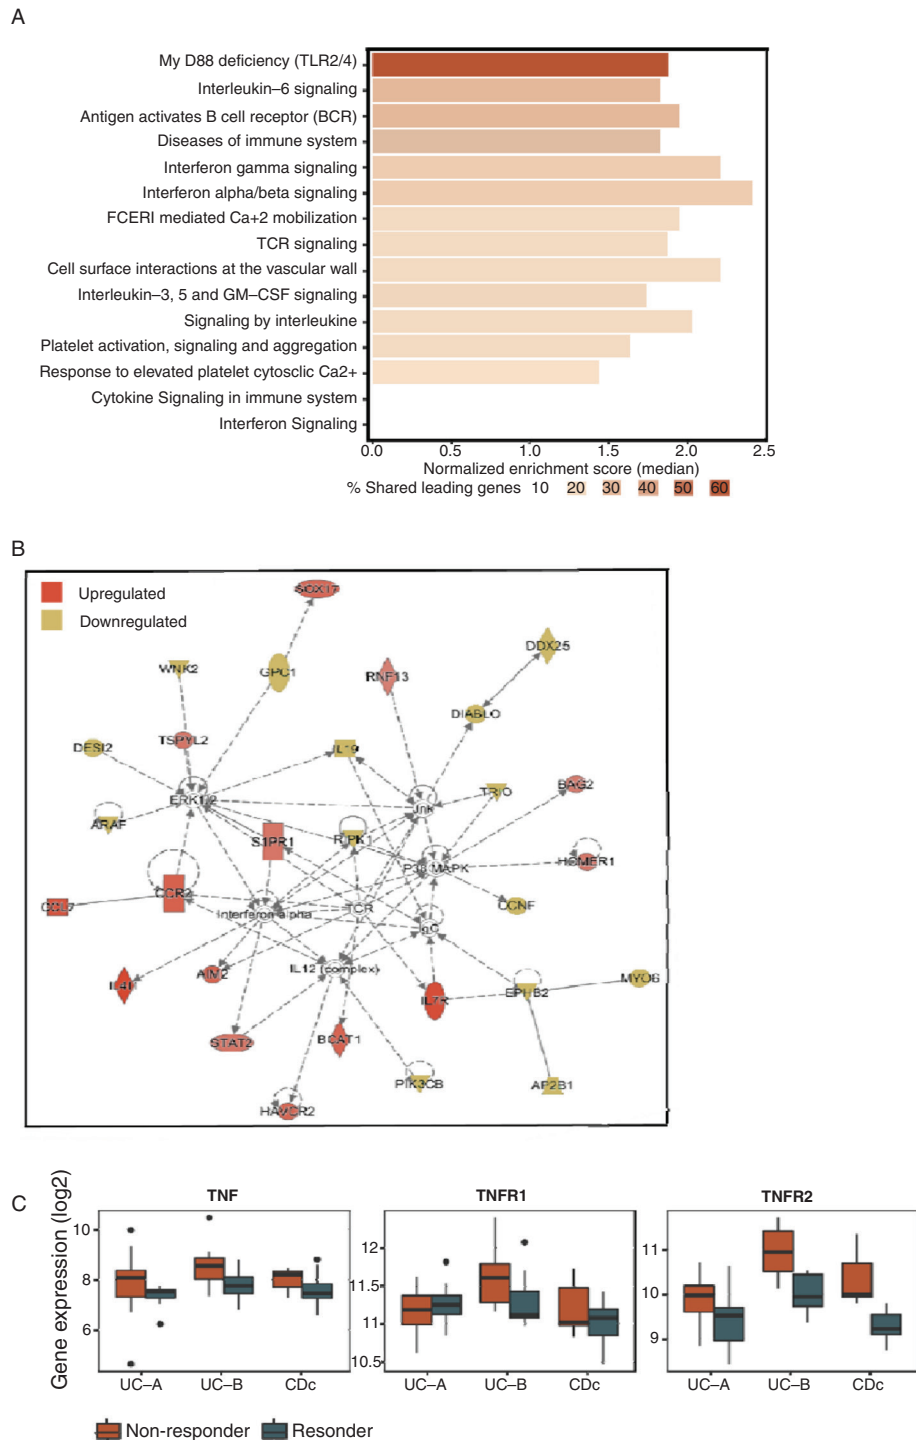 A
My D88 deficiency (TLR2/4)
Interleukin–6 signaling
Antigen activates B cell receptor (BCR)
Diseases of immune system
Interferon gamma signaling
Interferon alpha/beta signaling
FCERI mediated Ca+2 mobilization
TCR signaling
Cell surface interactions at the vascular wall
Interleukin–3, 5 and GM–CSF signaling
Signaling by interleukine
Platelet activation, signaling and aggregation
Response to elevated platelet cytosclic Ca2+
Cytokine Signaling in immune system
Interferon Signaling
0.0 0.5 1.0 1.5 2.0 2.5
Normalized enrichment score (median)
% Shared leading genes 10 20 30 40 50 60
B
Upregulated
Downregulated
SOX17
DDX25
WNK2
GPC1
RNF13
DIABLO
DESI2
TSPYL2
IL19
ERK1/2
Jnk
TRIO
BAG2
ARAF
S1PR1
RIPK1
P38 MAPK
HOMER1
CCR2
CCNF
Interferon alpha
TCR
AIM2
IL12 (complex)
IL7R
EPHB2
MYO6
STAT2
BCAT1
PIK3CB
AP2B1
HAVCR2
C
Gene expression (log2)
TNF
10
8
6
UC–A UC–B CDc
TNFR1
12
11.5
11.0
10.5
UC–A UC–B CDc
TNFR2
11
10
9
UC–A UC–B CDc
Non-responder Resonder